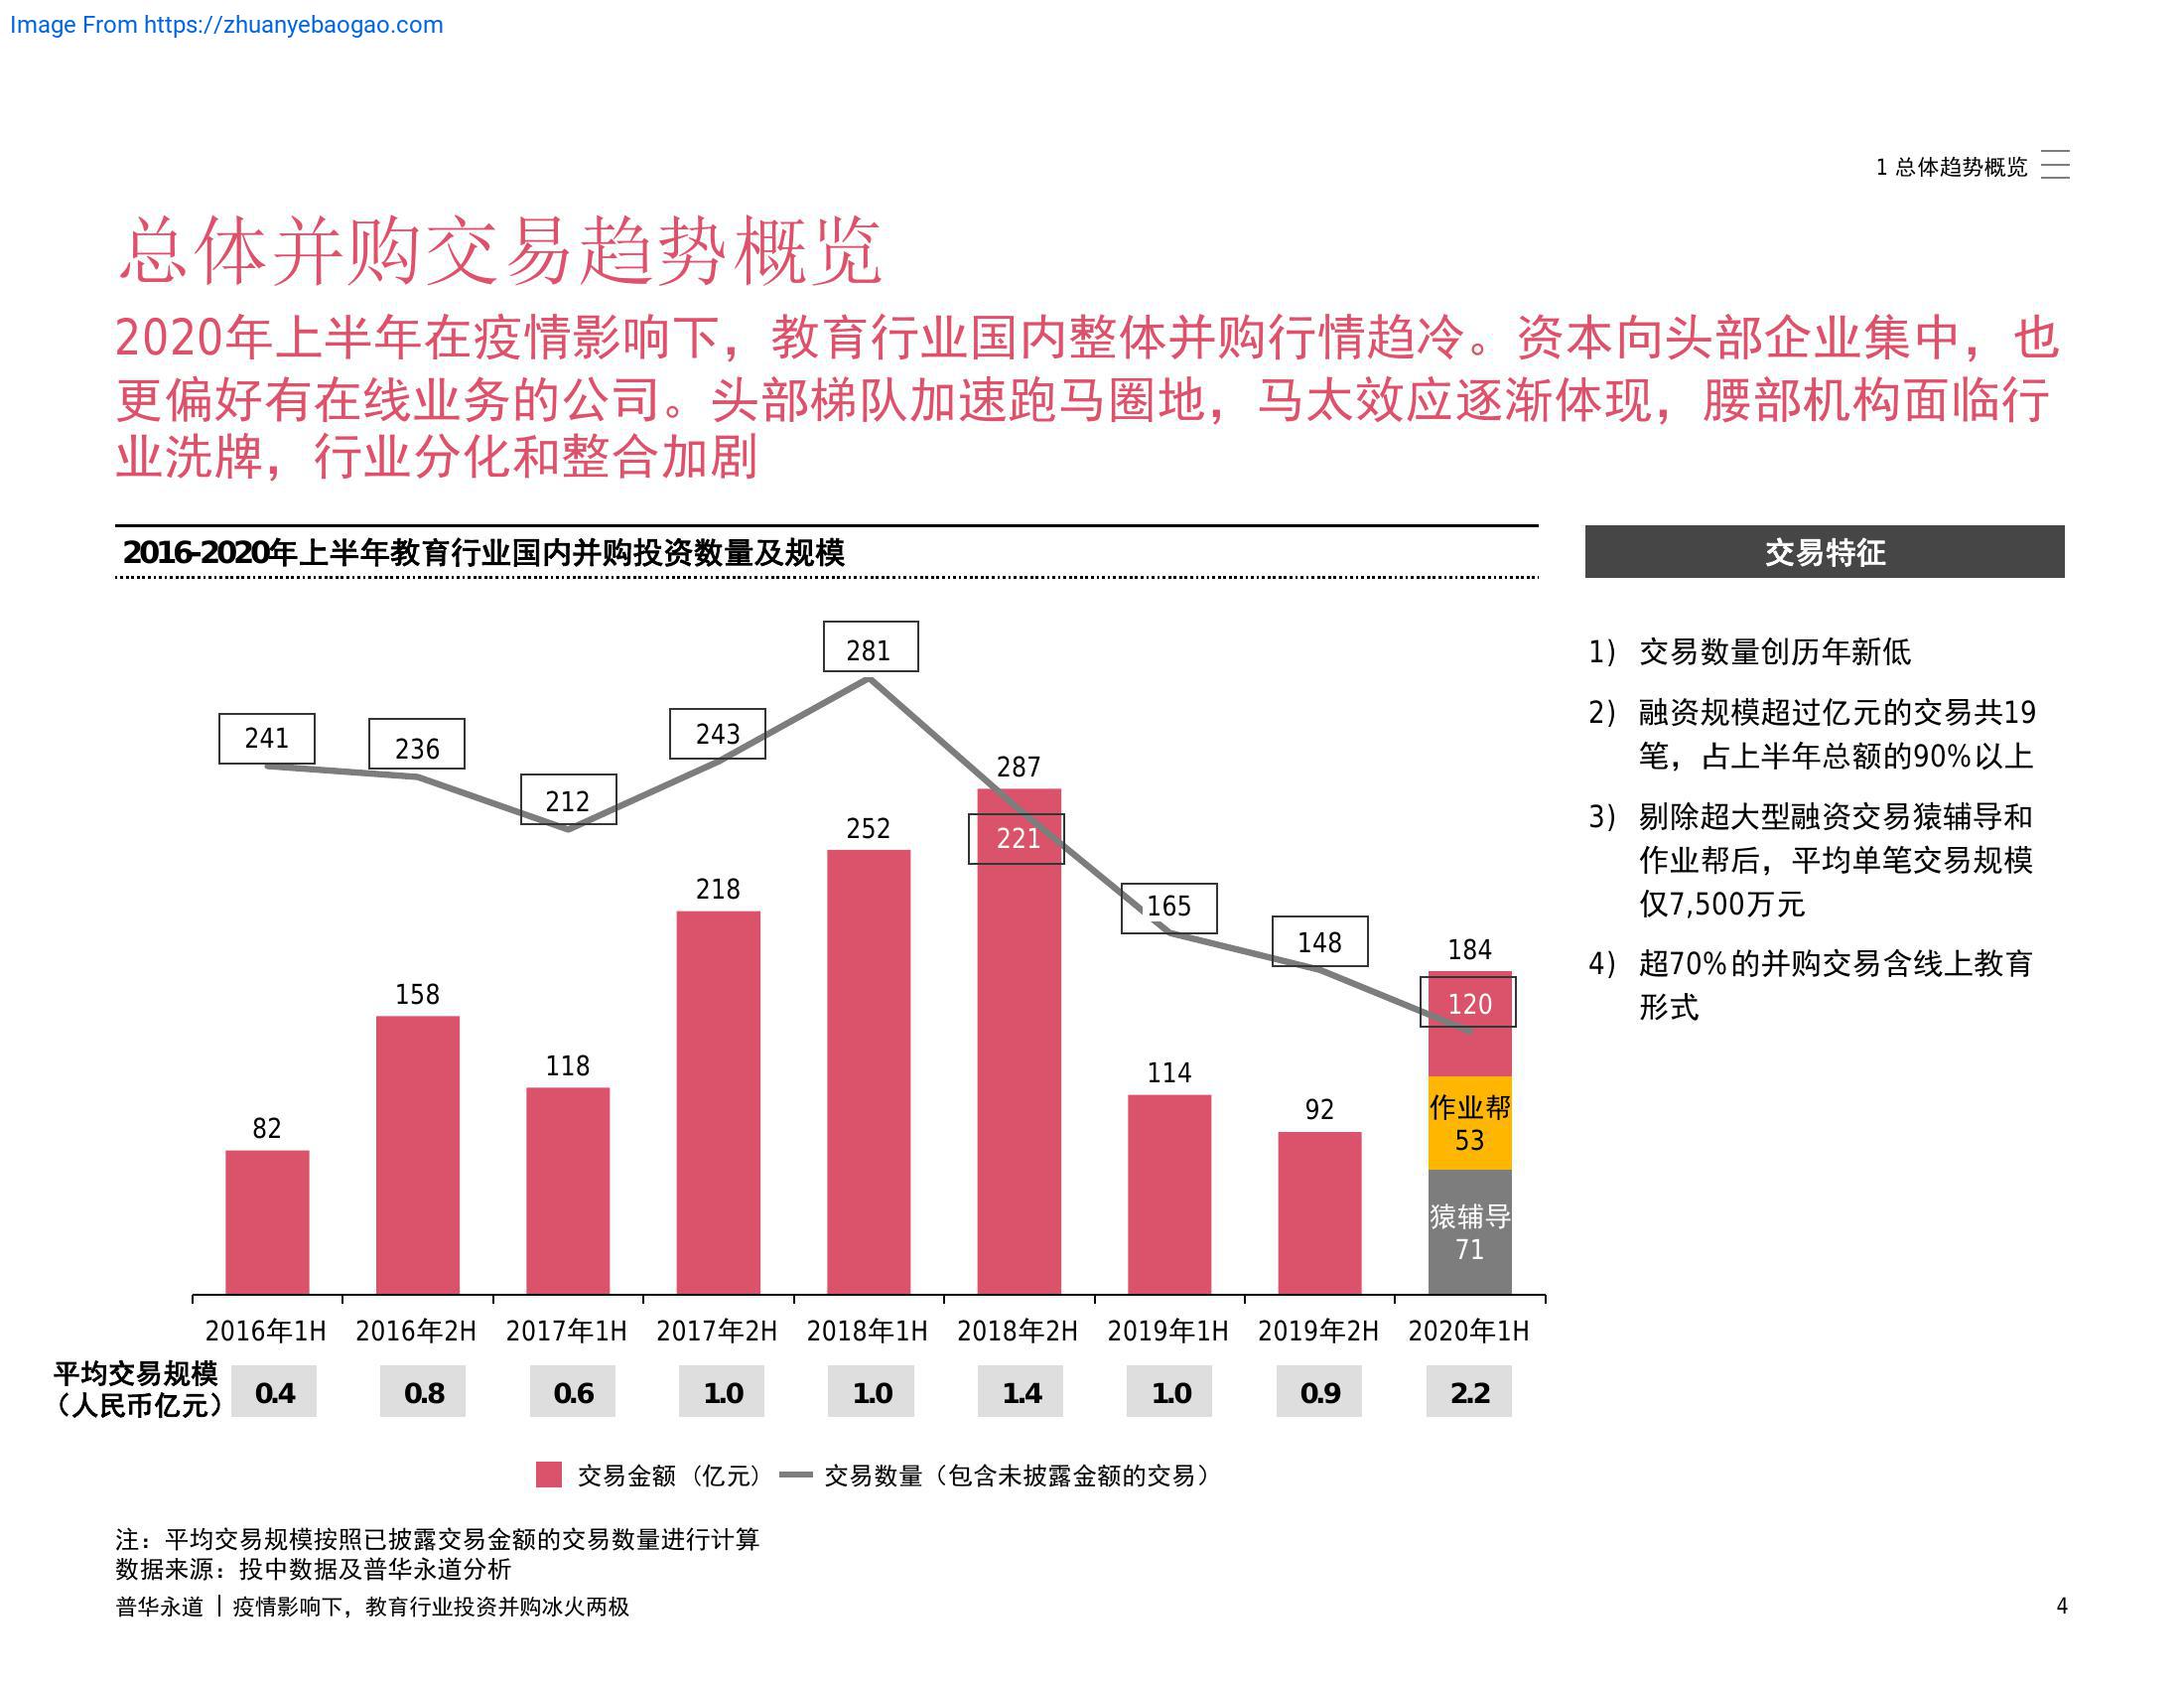 Image From https://zhuanyebaogao.com
1 总体趋势概览
总体并购交易趋势概览
2020年上半年在疫情影响下，教育行业国内整体并购行情趋冷。资本向头部企业集中，也
更偏好有在线业务的公司。头部梯队加速跑马圈地，马太效应逐渐体现，腰部机构面临行
业洗牌，行业分化和整合加剧
2016-2020年上半年教育行业国内并购投资数量及规模
241
236
212
243
281
287
221
165
148
184
120
82
158
118
218
252
114
92
作业帮
53
猿辅导
71
2016年1H 2016年2H 2017年1H 2017年2H 2018年1H 2018年2H 2019年1H 2019年2H 2020年1H
平均交易规模
（人民币亿元）
0.4 0.8 0.6 1.0 1.0 1.4 1.0 0.9 2.2
交易金额（亿元） 交易数量（包含未披露金额的交易）
交易特征
1) 交易数量创历年新低
2) 融资规模超过亿元的交易共19
笔，占上半年总额的90%以上
3) 剔除超大型融资交易猿辅导和
作业帮后，平均单笔交易规模
仅7,500万元
4) 超70%的并购交易含线上教育
形式
注：平均交易规模按照已披露交易金额的交易数量进行计算
数据来源：投中数据及普华永道分析
普华永道 | 疫情影响下，教育行业投资并购冰火两极
4